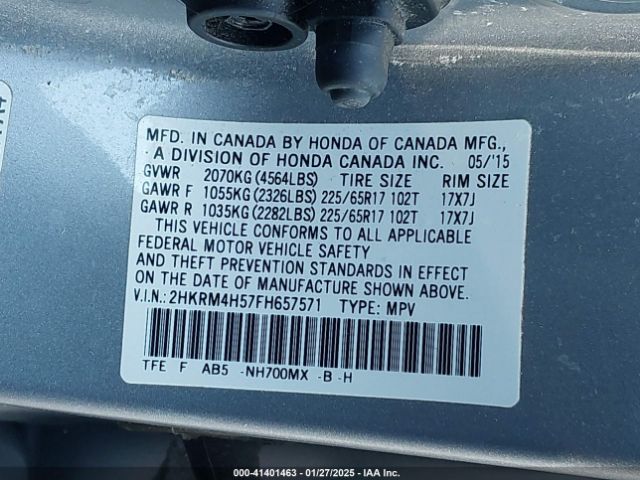 MFD. IN CANADA BY HONDA OF CANADA MFG.,
A DIVISION OF HONDA CANADA INC. 05/'15
GVWR 2070KG (4564LBS) TIRE SIZE RIM SIZE
GAWR F 1055KG (2326LBS) 225/65R17 102T 17X7J
GAWR R 1035KG (2282LBS) 225/65R17 102T 17X7J
THIS VEHICLE CONFORMS TO ALL APPLICABLE
FEDERAL MOTOR VEHICLE SAFETY
AND THEFT PREVENTION STANDARDS IN EFFECT
ON THE DATE OF MANUFACTURE SHOWN ABOVE.
V.I.N.: 2HKRM4H57FH657571 TYPE: MPV
TFE F AB5 -NH700MX -B -H
000-41401463 - 01/27/2025 - IAA Inc.